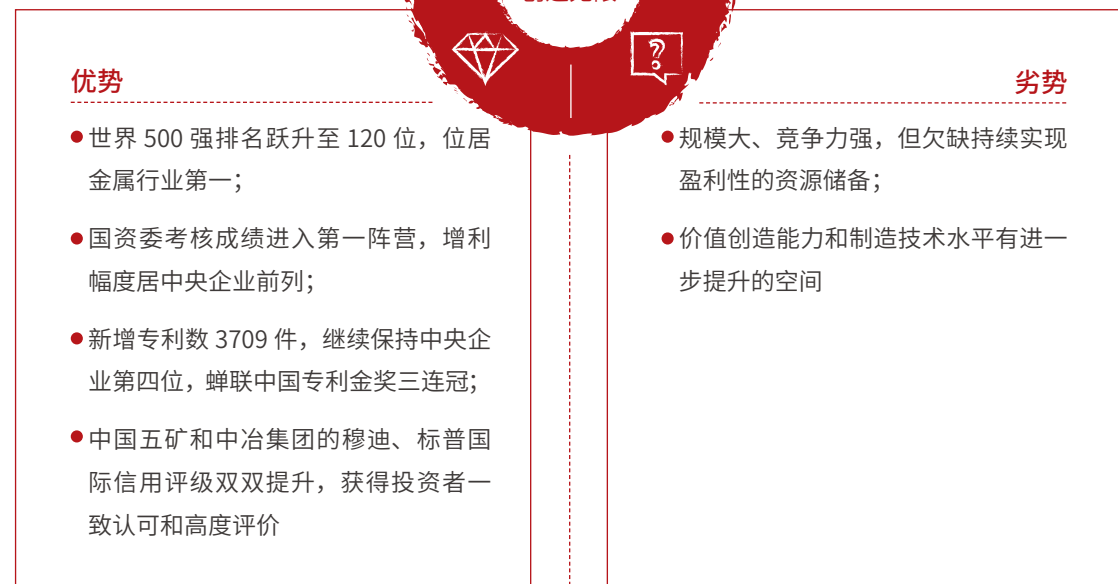 优势
世界 500 强排名跃升至 120 位，位居
金属行业第一；
国资委考核成绩进入第一阵营，增利
幅度居中央企业前列；
新增专利数 3709 件，继续保持中央企
业第四位，蝉联中国专利金奖三连冠；
中国五矿和中冶集团的穆迪、标普国
际信用评级双双提升，获得投资者一
致认可和高度评价
劣势
规模大、竞争力强，但欠缺持续实现
盈利性的资源储备；
价值创造能力和制造技术水平有进一
步提升的空间